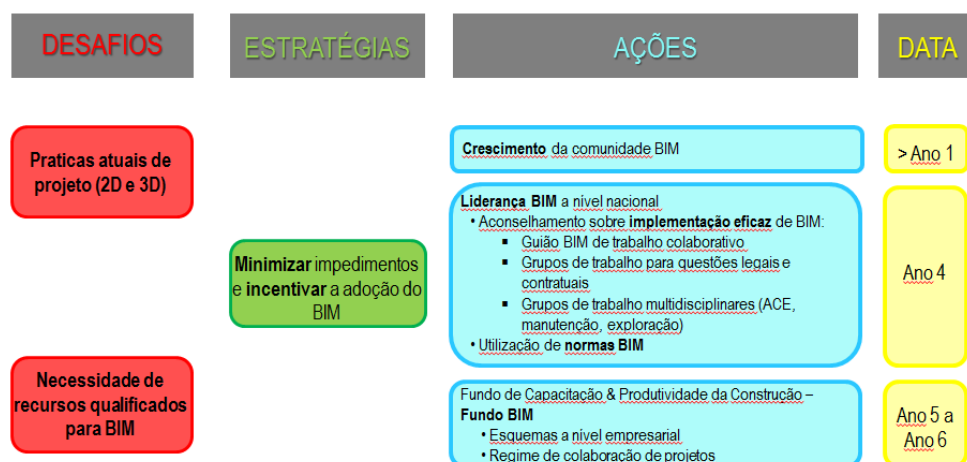 DESAFIOS
ESTRATÉGIAS
AÇÕES
DATA
Praticas atuais de
projeto (2D e 3D)
Necessidade de
recursos qualificados
para BIM
Minimizar impedimentos
e incentivar a adoção do
BIM
Crescimento da comunidade BIM
Liderança BIM a nível nacional
• Aconselhamento sobre implementação eficaz de BIM:
▪ Guião BIM de trabalho colaborativo
▪ Grupos de trabalho para questões legais e
contratuais
▪ Grupos de trabalho multidisciplinares (ACE,
manutenção, exploração)
• Utilização de normas BIM
Fundo de Capacitação & Produtividade da Construção –
Fundo BIM
• Esquemas a nível empresarial
• Regime de colaboração de projetos
> Ano 1
Ano 4
Ano 5 a
Ano 6